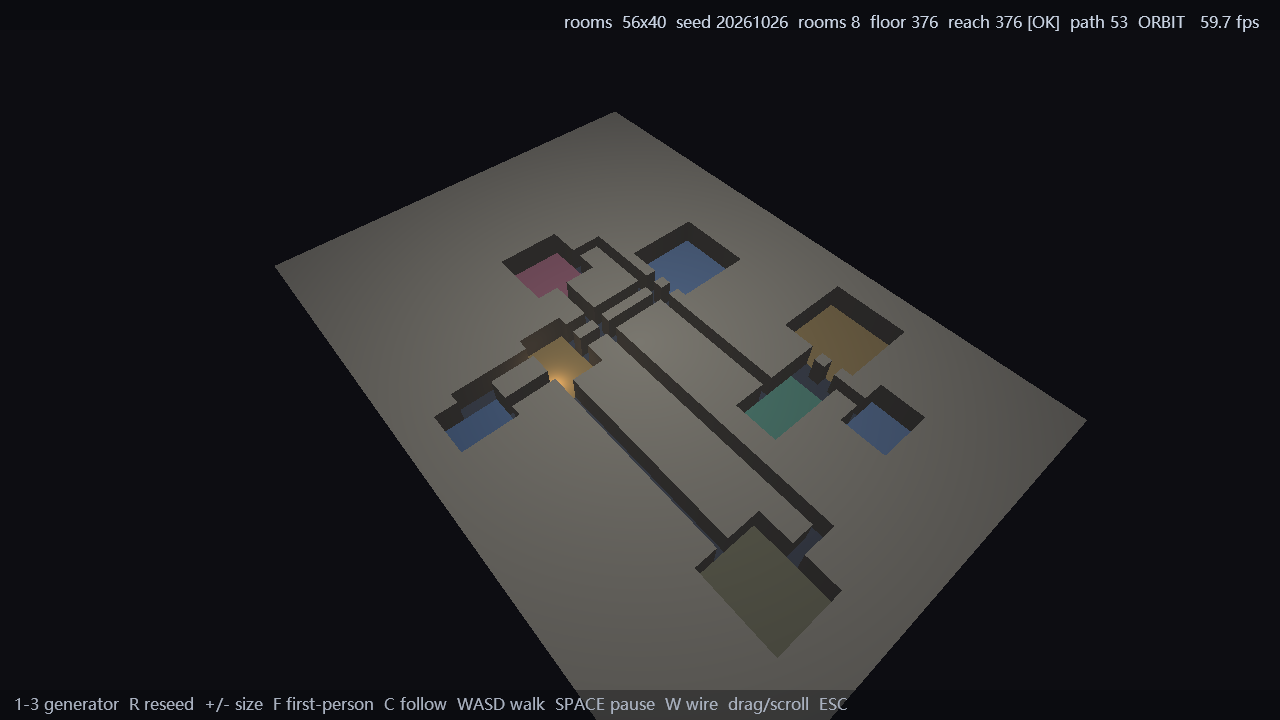 rooms 56x40 seed 20261026 rooms 8 floor 376 reach 376 [OK] path 53 ORBIT 59.7 fps
1-3 generator R reseed +/- size F first-person C follow WASD walk SPACE pause W wire drag/scroll ESC